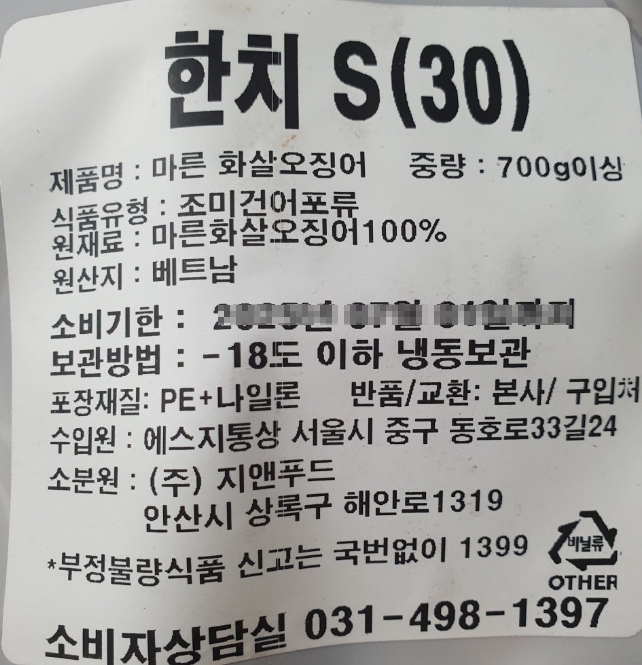 한치 S(30)
제품명 : 마른 화살오징어 중량 : 700g이상
식품유형 : 조미건어포류
원재료 : 마른화살오징어100%
원산지 : 베트남
소비기한 :
보관방법 : -18도 이하 냉동보관
포장재질: PE+나일론 반품/교환: 본사/ 구입처
수입원 : 에스지통상 서울시 중구 동호로33길24
소분원 : (주) 지앤푸드
안산시 상록구 해안로1319
*부정불량식품 신고는 국번없이 1399
비닐류
OTHER
소비자상담실 031-498-1397